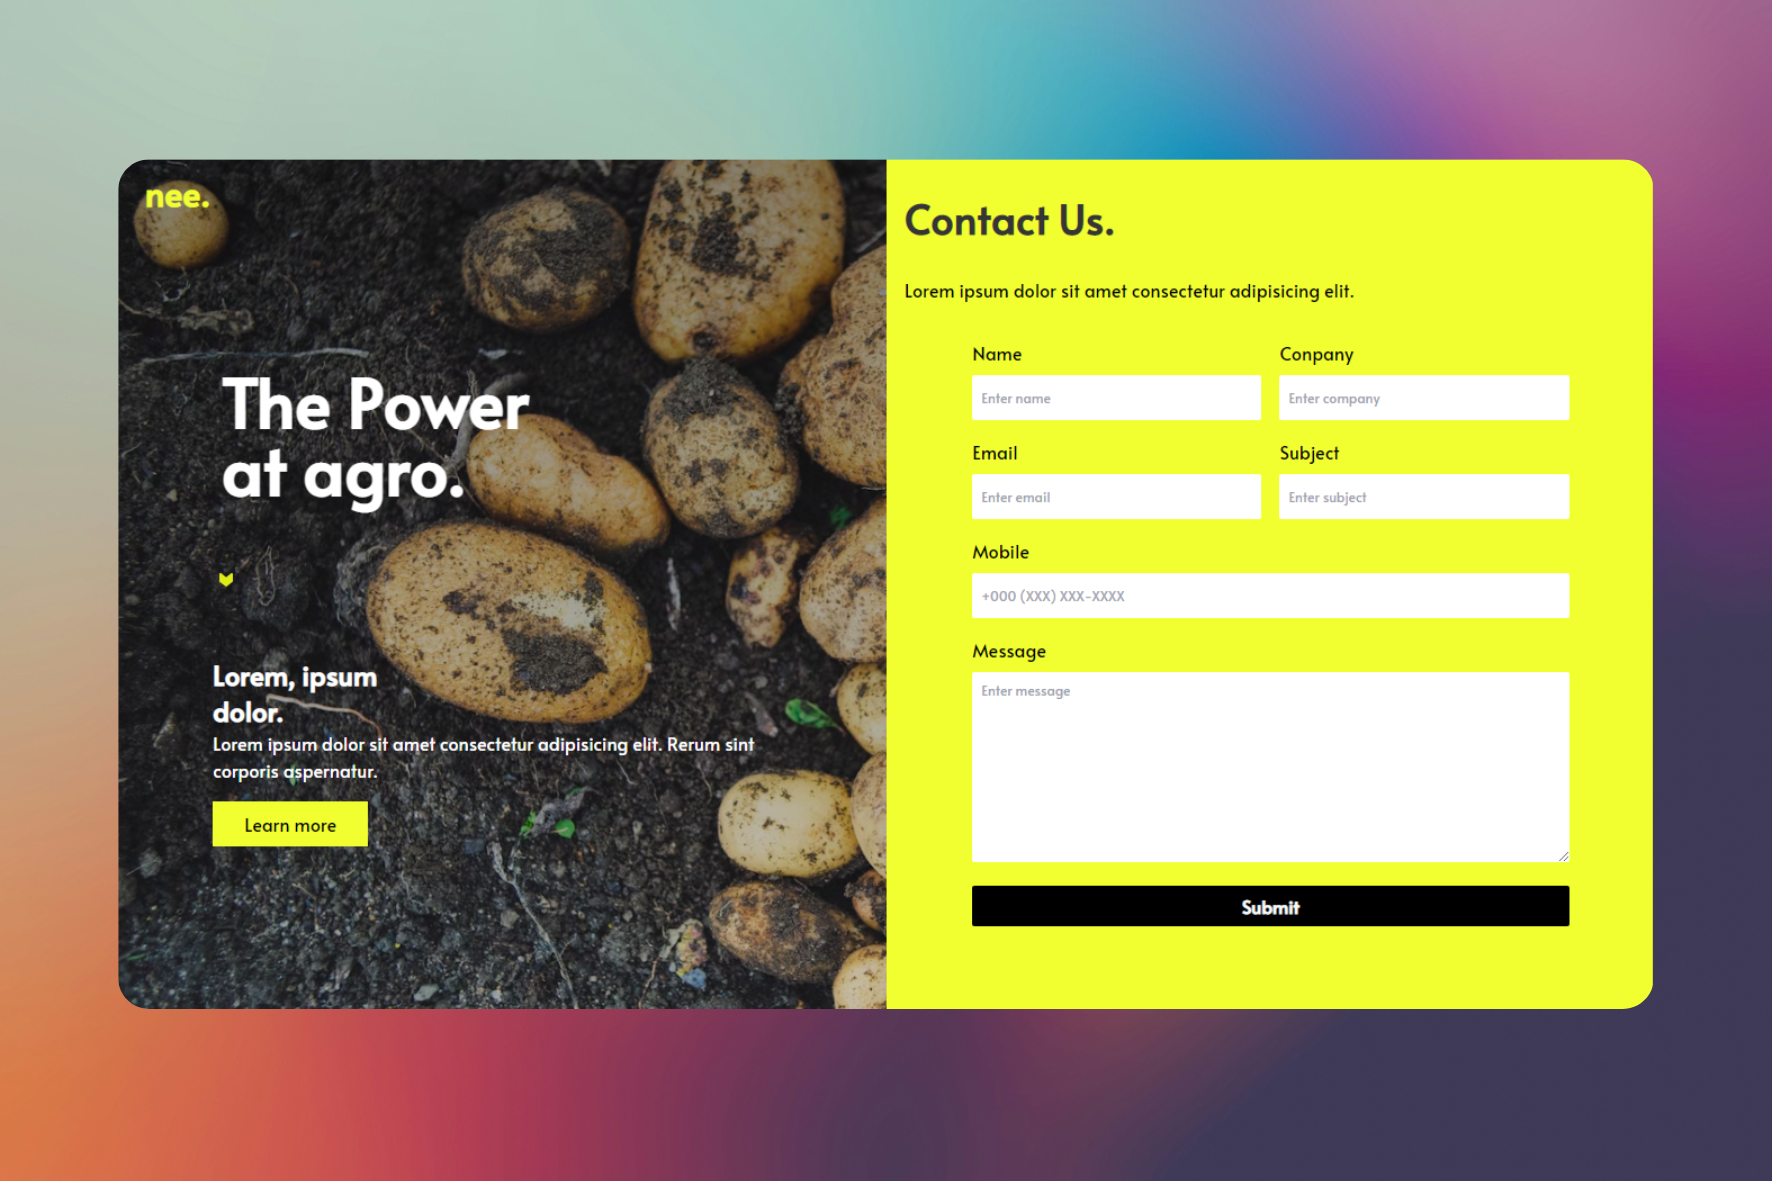 nee.
The Power
at agro.
Lorem, ipsum
dolor.
Lorem ipsum dolor sit amet consectetur adipisicing elit. Rerum sint
corporis aspernatur.
Learn more
Contact Us.
Lorem ipsum dolor sit amet consectetur adipisicing elit.
Name
Conpany
Enter name
Enter company
Email
Subject
Enter email
Enter subject
Mobile
+000 (XXX) XXX-XXXX
Message
Enter message
Submit